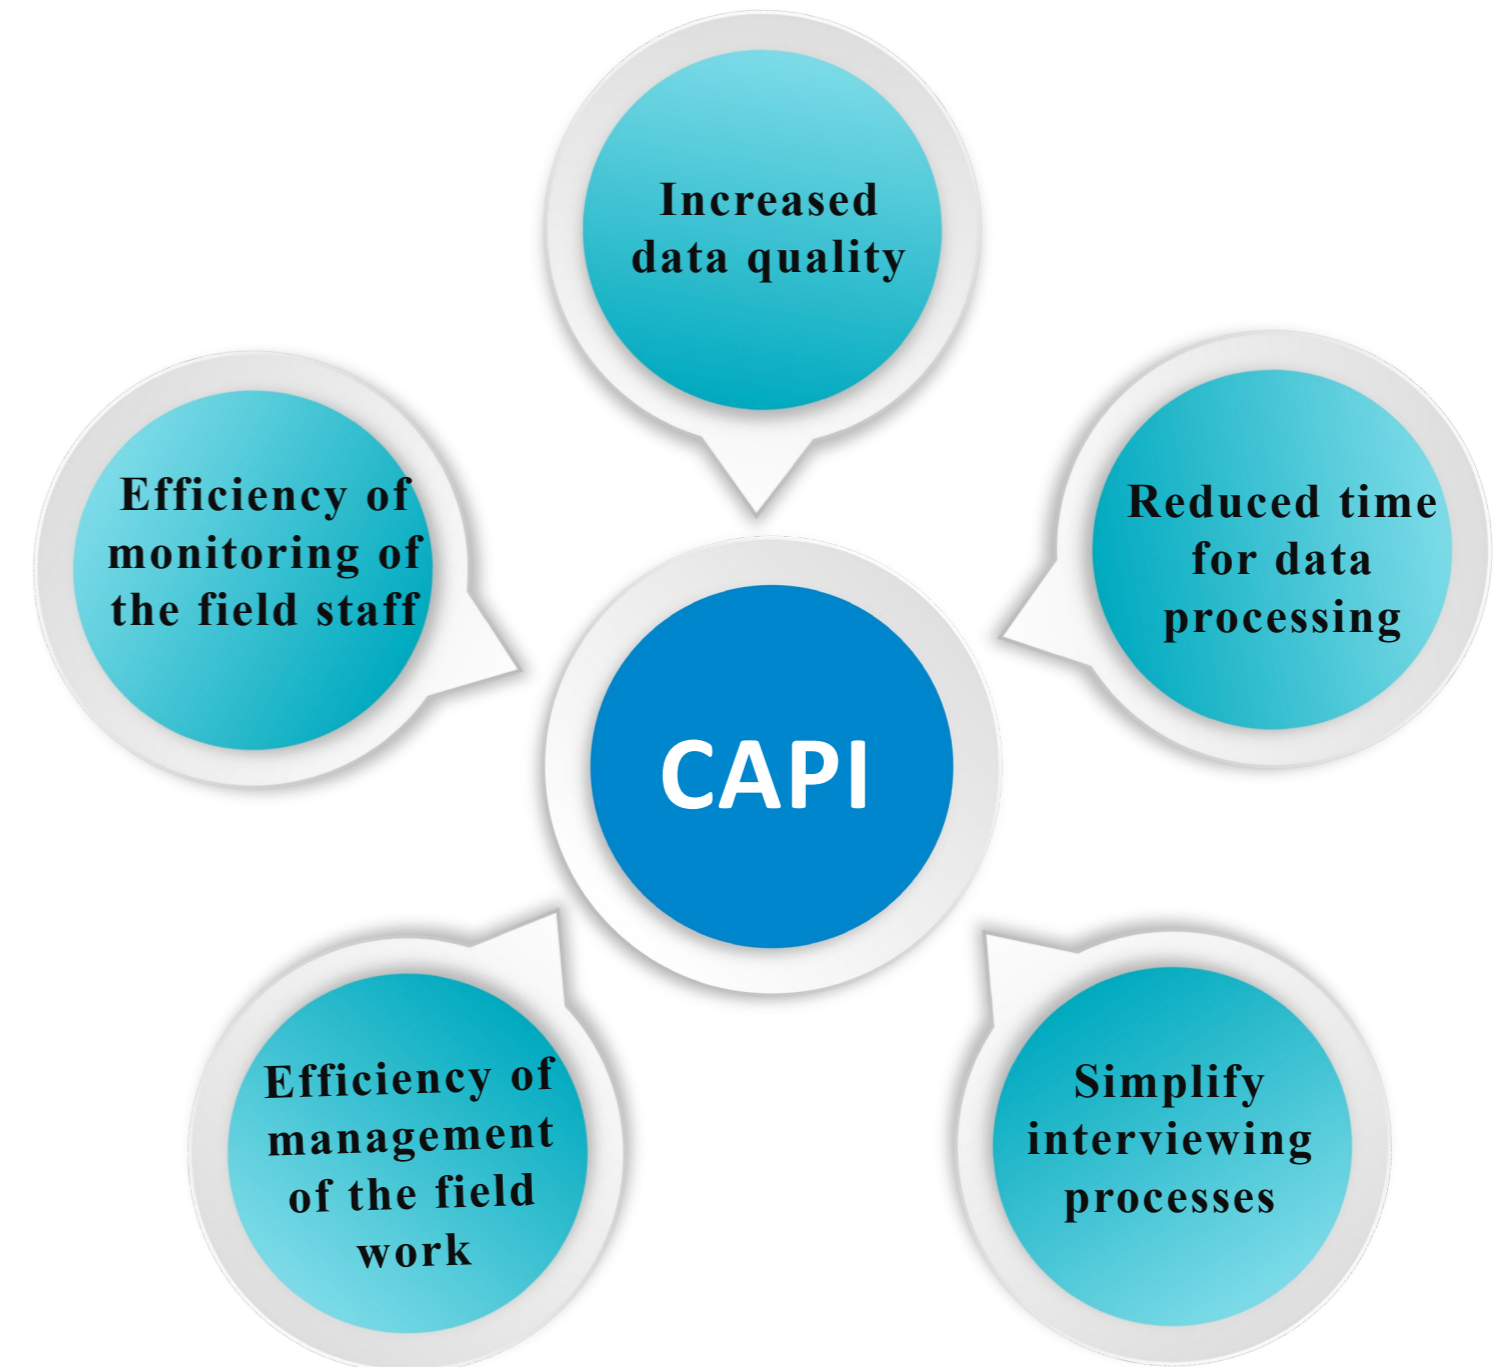 Increased
data quality
Efficiency of
monitoring of
the field staff
Reduced time
for data
processing
CAPI
Efficiency of
management
of the field
work
Simplify
interviewing
processes